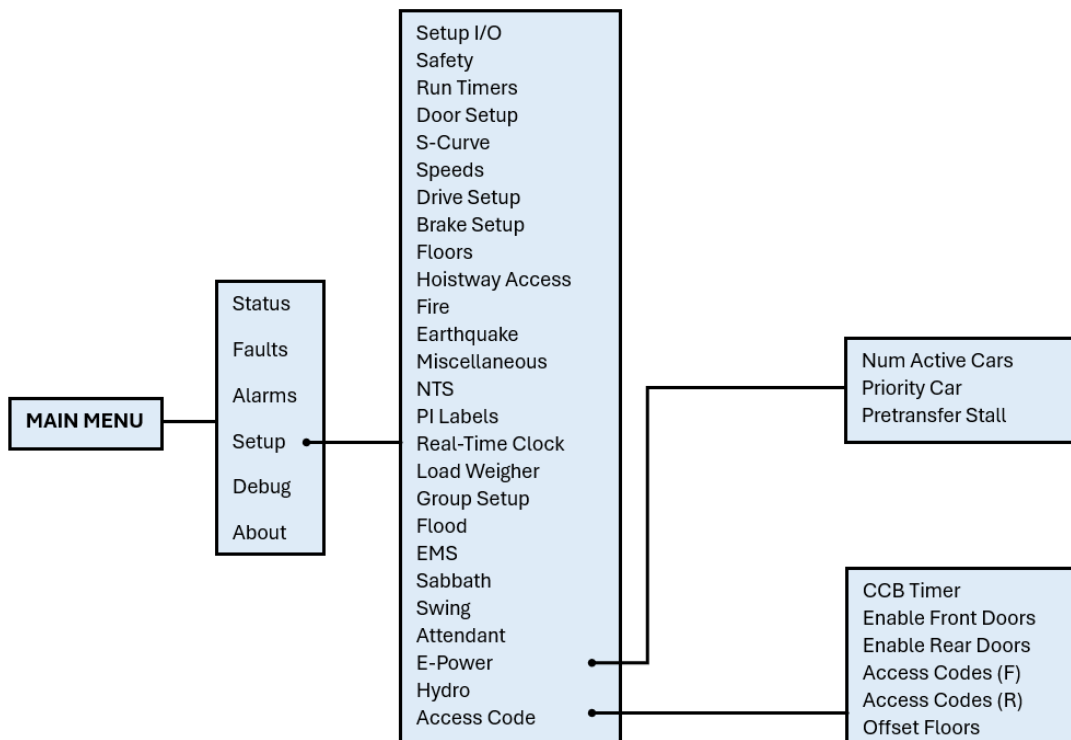 MAIN MENU
Status
Faults
Alarms
Setup
Debug
About
Setup I/O
Safety
Run Timers
Door Setup
S-Curve
Speeds
Drive Setup
Brake Setup
Floors
Hoistway Access
Fire
Earthquake
Miscellaneous
NTS
PI Labels
Real-Time Clock
Load Weigher
Group Setup
Flood
EMS
Sabbath
Swing
Attendant
E-Power
Hydro
Access Code
Num Active Cars
Priority Car
Pretransfer Stall
CCB Timer
Enable Front Doors
Enable Rear Doors
Access Codes (F)
Access Codes (R)
Offset Floors